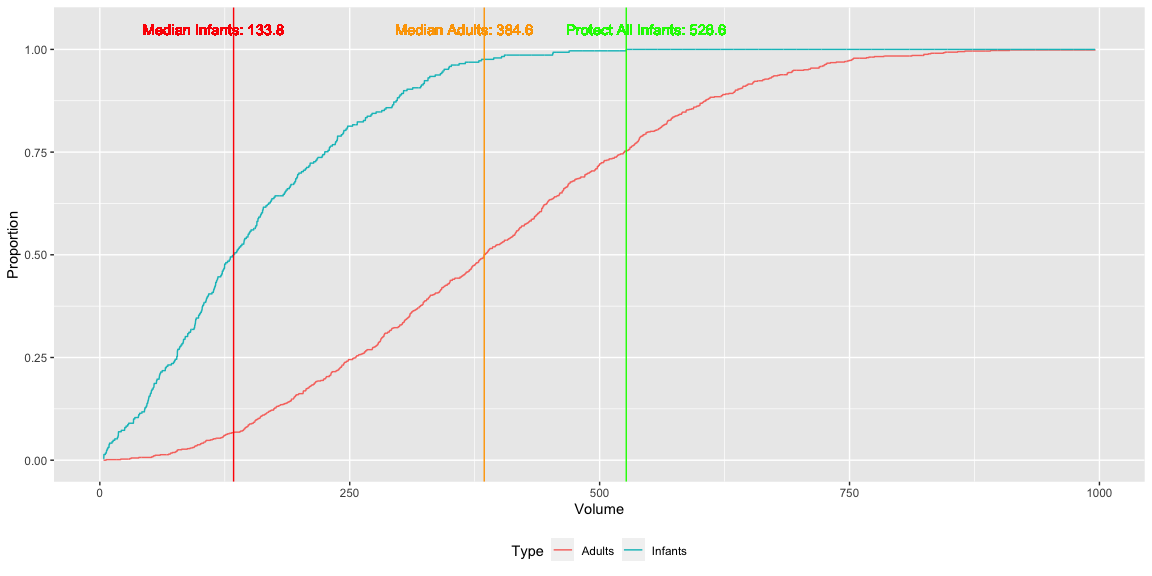 Median Infants: 133.8
Median Adults: 384.6
Protect All Infants: 526.6
1.00
0.75
0.50
0.25
0.00
Proportion
0
250
500
750
1000
Volume
Type
Adults
Infants